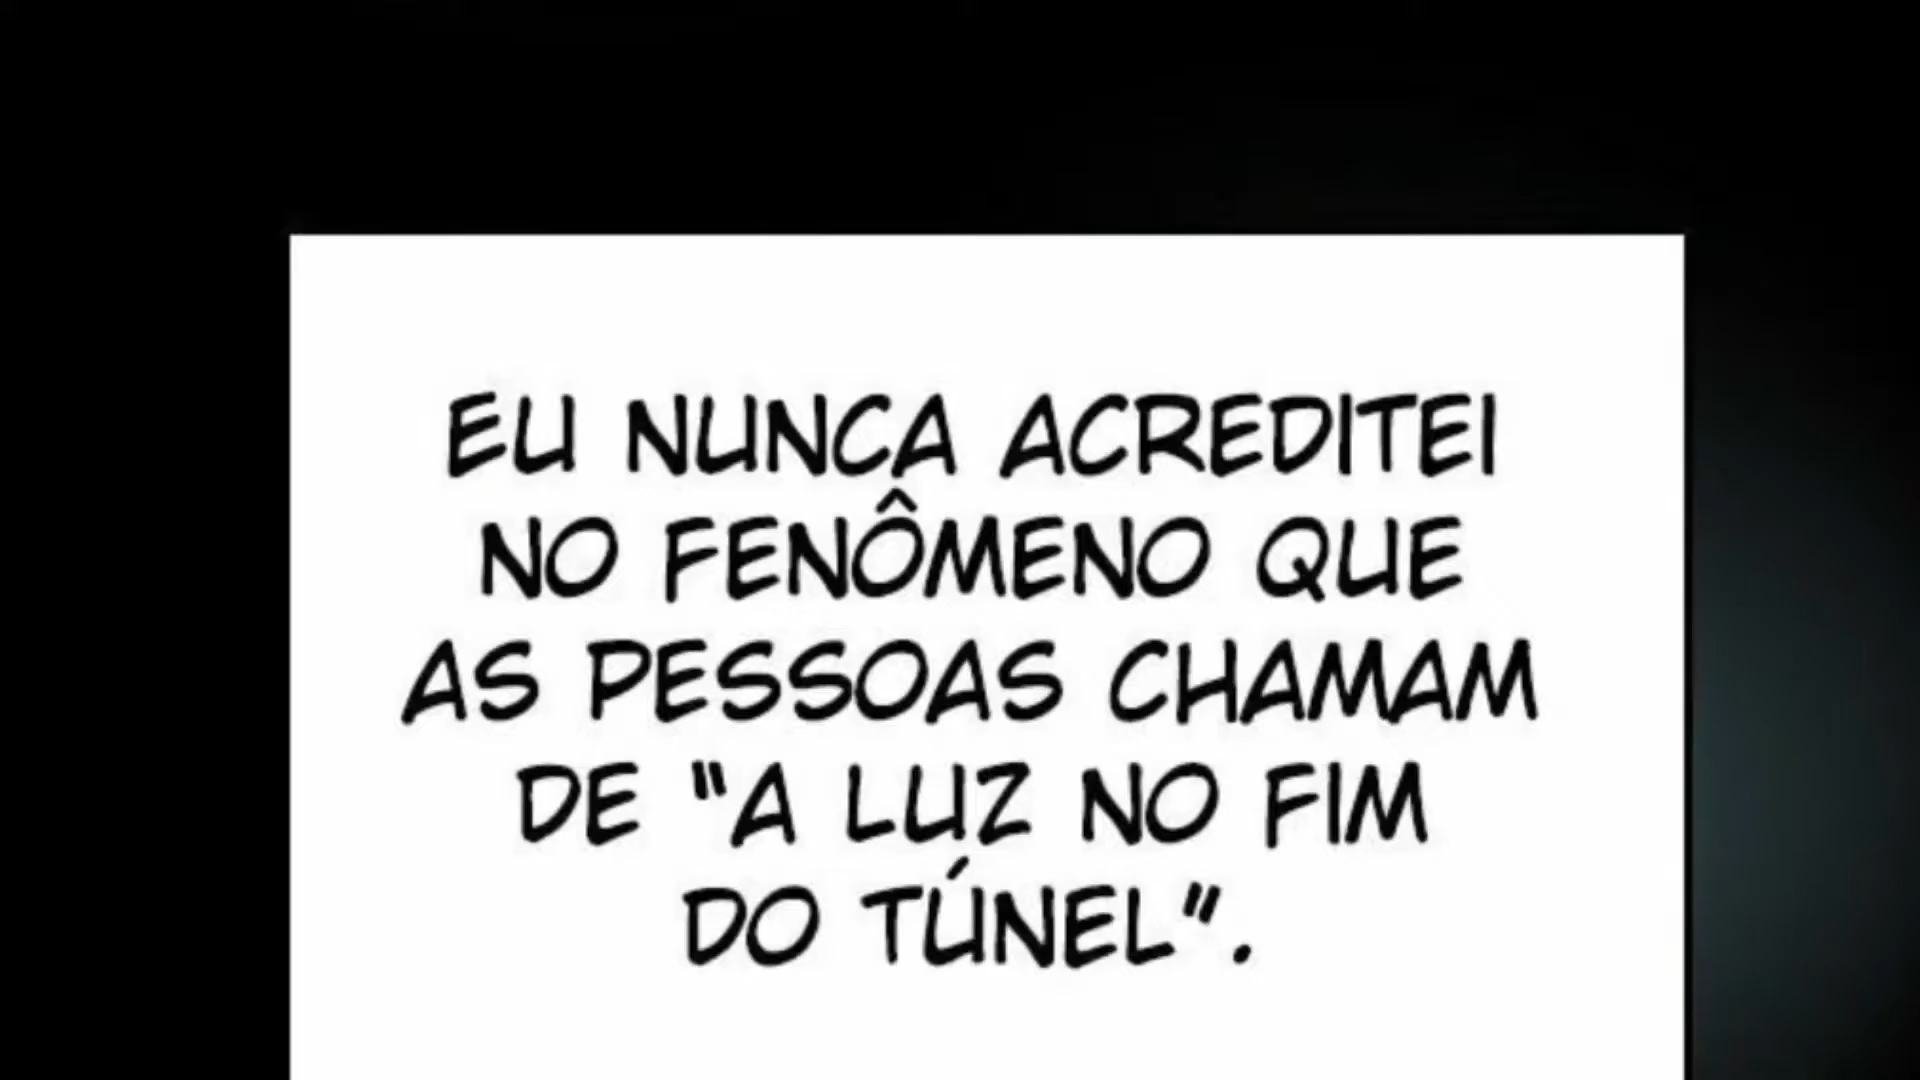 EU NUNCA ACREDITEI
NO FENÔMENO QUE
AS PESSOAS CHAMAM
DE "A LUZ NO FIM
DO TÚNEL".